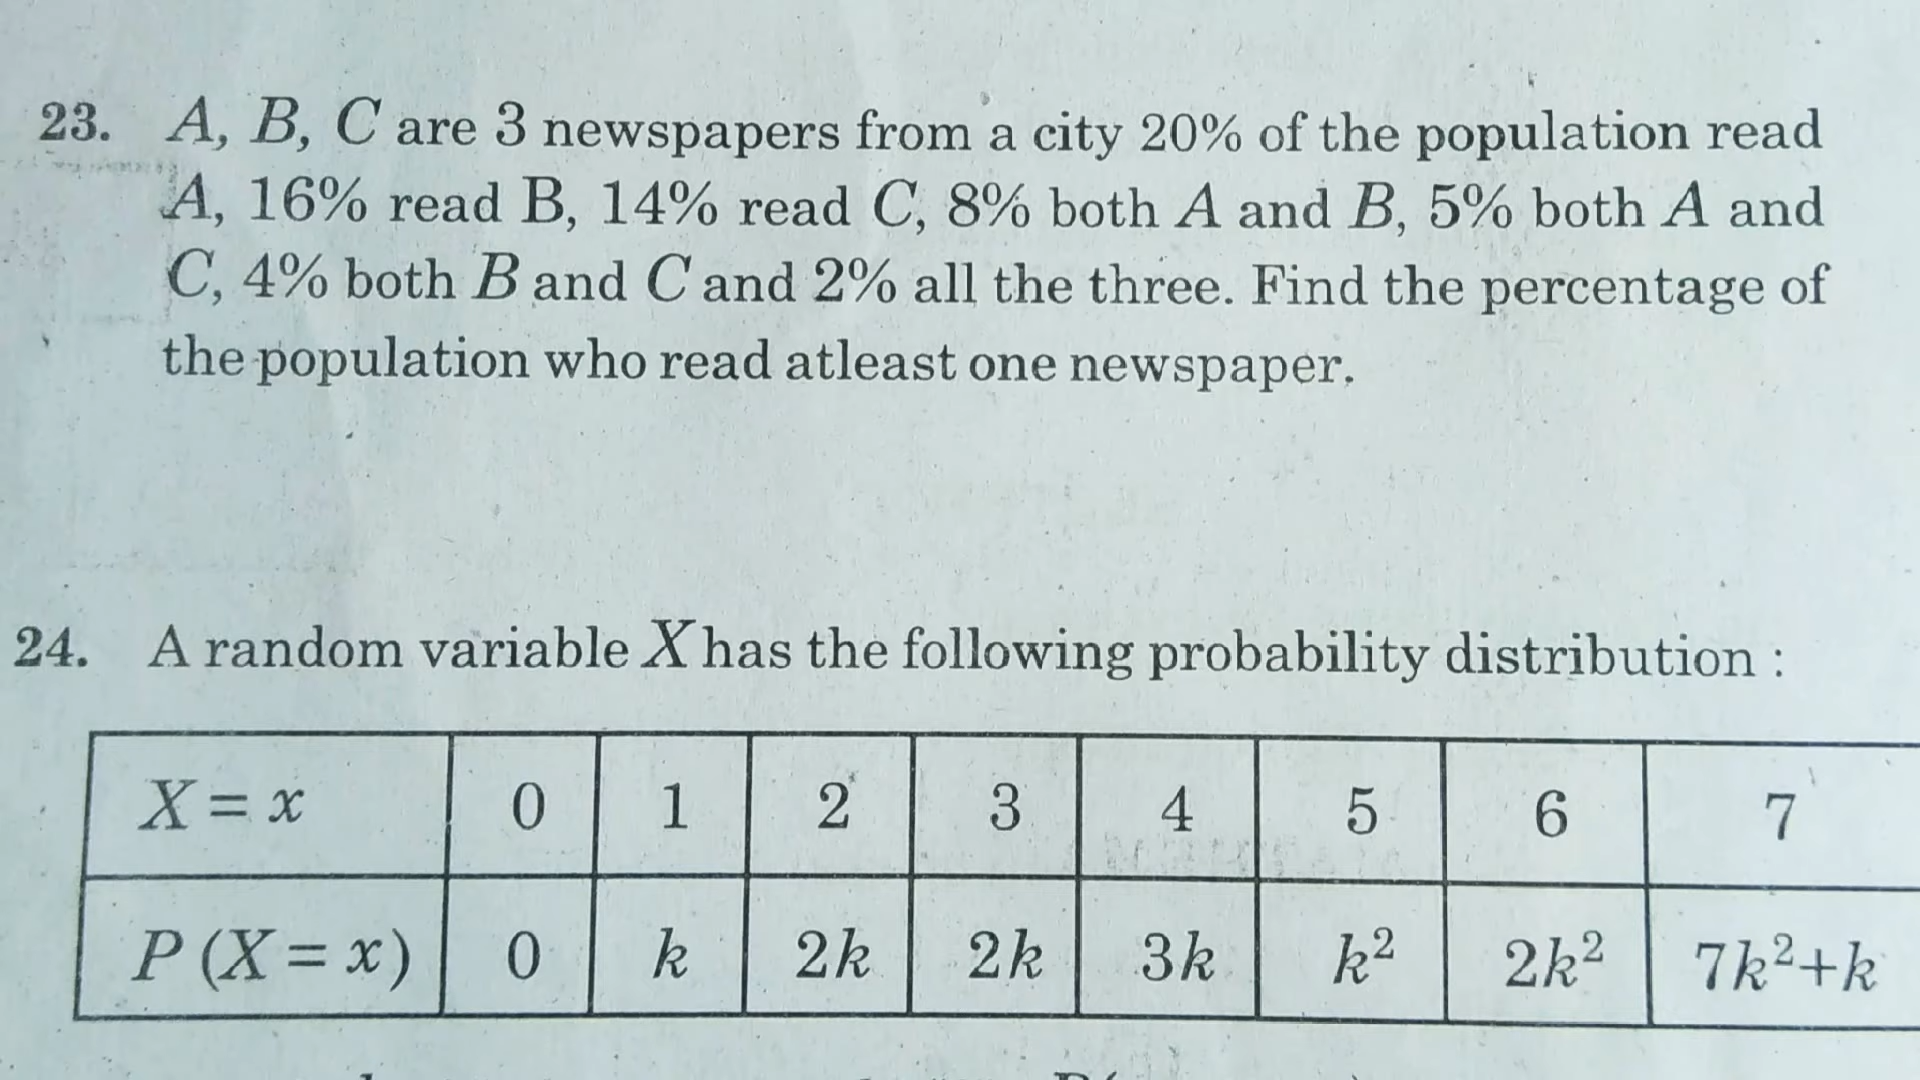 23. A, B, C are 3 newspapers from a city 20% of the population read
A, 16% read B, 14% read C, 8% both A and B, 5% both A and
C, 4% both B and C and 2% all the three. Find the percentage of
the population who read atleast one newspaper.
24. A random variable X has the following probability distribution :
X = x 0 1 2 3 4 5 6 7
P (X = x) 0 k 2k 2k 3k k² 2k² 7k²+k